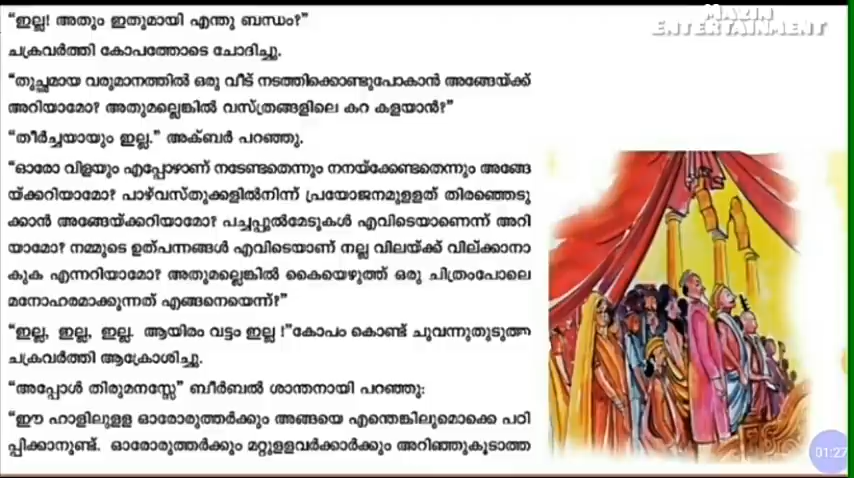 MAZIN
ENTERTAINMENT
“ഇല്ല! അതും ഇതുമായി എന്തു ബന്ധം?”
ചക്രവർത്തി കോപത്തോടെ ചോദിച്ചു.
“തുച്ഛമായ വരുമാനത്തിൽ ഒരു വീട് നടത്തിക്കൊണ്ടുപോകാൻ അങ്ങേയ്ക്ക്
അറിയാമോ? അതുമല്ലെങ്കിൽ വസ്ത്രങ്ങളിലെ കറ കളയാൻ?”
“തീർച്ചയായും ഇല്ല.” അക്ബർ പറഞ്ഞു.
“ഓരോ വിളയും എപ്പോഴാണ് നടേണ്ടതെന്നും നനയ്ക്കേണ്ടതെന്നും അങ്ങേ
യ്ക്കറിയാമോ? പാഴ്‌വസ്തുക്കളിൽനിന്ന് പ്രയോജനമുളളത് തിരഞ്ഞെടു
ക്കാൻ അങ്ങേയ്ക്കറിയാമോ? പച്ചപ്പുൽമേടുകൾ എവിടെയാണെന്ന് അറി
യാമോ? നമ്മുടെ ഉത്പന്നങ്ങൾ എവിടെയാണ് നല്ല വിലയ്ക്ക് വില്ക്കാനാ
കുക എന്നറിയാമോ? അതുമല്ലെങ്കിൽ കൈയെഴുത്ത് ഒരു ചിത്രംപോലെ
മനോഹരമാക്കുന്നത് എങ്ങനെയെന്ന്?”
“ഇല്ല, ഇല്ല, ഇല്ല. ആയിരം വട്ടം ഇല്ല !”കോപം കൊണ്ട് ചുവന്നുതുടുത്ത
ചക്രവർത്തി ആക്രോശിച്ചു.
“അപ്പോൾ തിരുമനസ്സേ” ബീർബൽ ശാന്തനായി പറഞ്ഞു:
“ഈ ഹാളിലുളള ഓരോരുത്തർക്കും അങ്ങയെ എന്തെങ്കിലുമൊക്കെ പഠി
പ്പിക്കാനുണ്ട്. ഓരോരുത്തർക്കും മറ്റുളളവർക്കാർക്കും അറിഞ്ഞുകൂടാത്ത
01:27